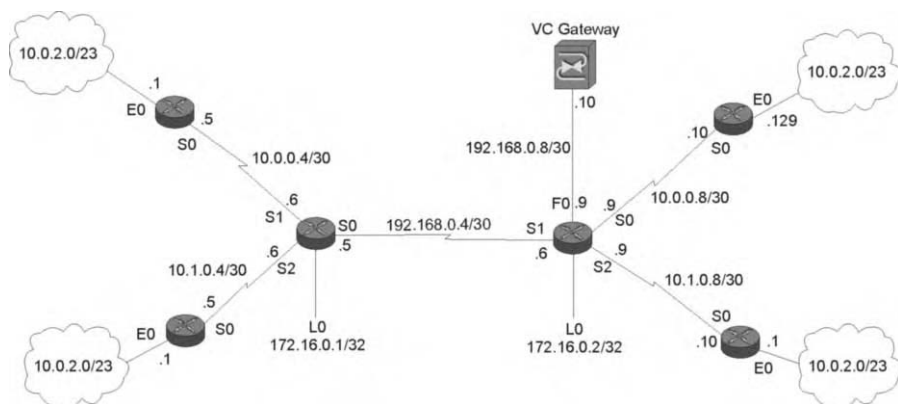 VC Gateway
10.0.2.0/23
.1
E0
.5
S0
10.0.0.4/30
.6
S1
.10
192.168.0.8/30
F0 .9
10.0.2.0/23
E0
.129
.10
S0
10.0.0.8/30
.9
S0
S0
.5
192.168.0.4/30
S1
.6
.6
S2
10.1.0.4/30
.5
S0
E0
.1
10.0.2.0/23
L0
172.16.0.1/32
.9
S2
10.1.0.8/30
L0
172.16.0.2/32
S0
.10
.1
E0
10.0.2.0/23